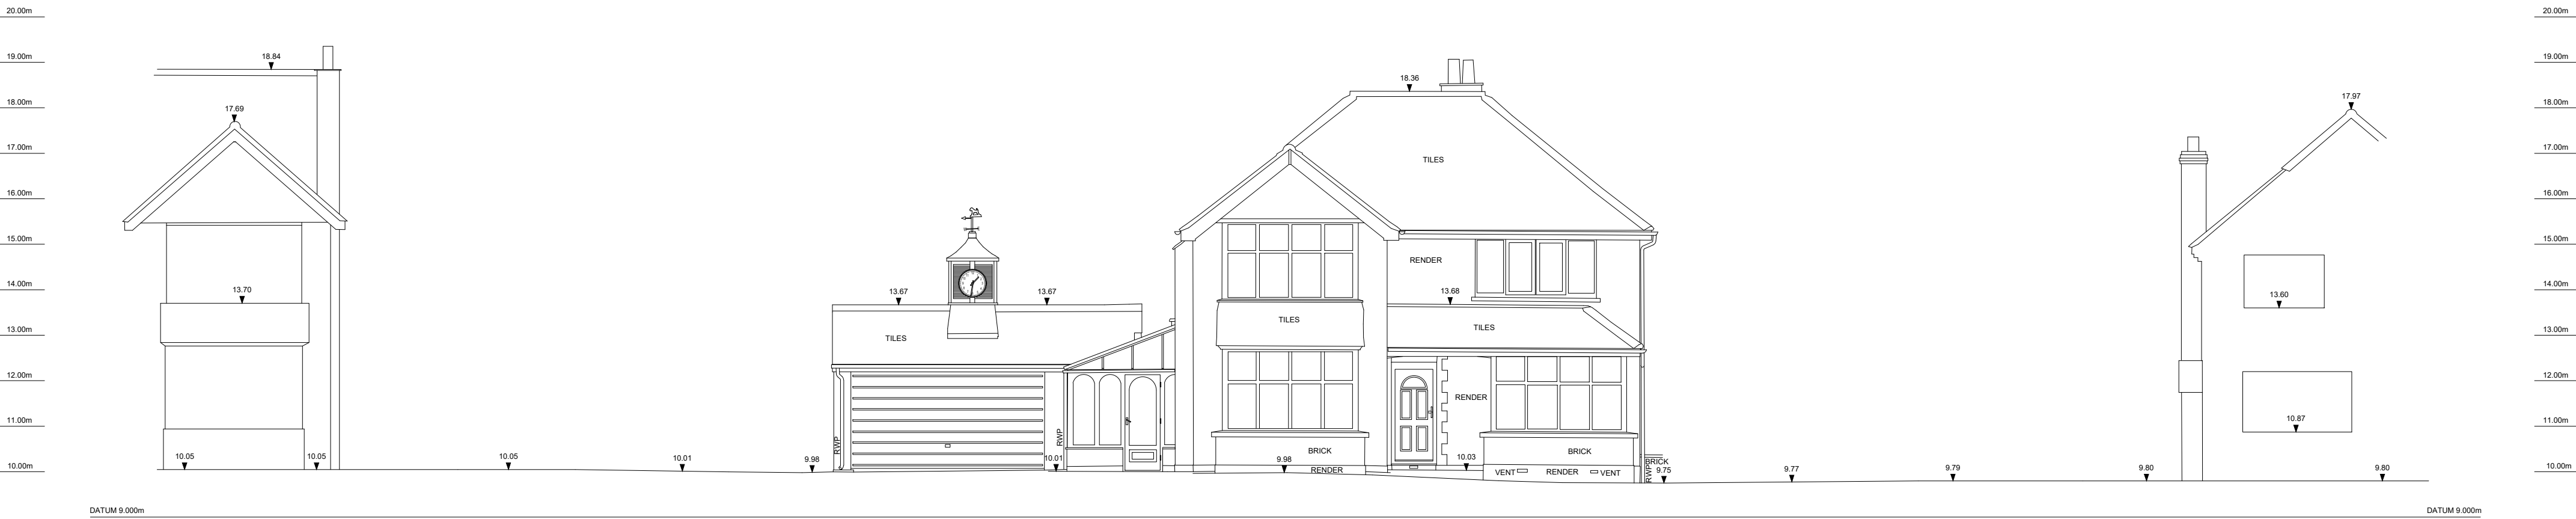 20.00m
20.00m
19.00m
18.84
19.00m
18.36
18.00m
17.69
17.97
18.00m
17.00m
TILES
17.00m
16.00m
16.00m
15.00m
15.00m
RENDER
14.00m
13.70
13.67
13.67
13.68
13.60
14.00m
13.00m
TILES
TILES
TILES
13.00m
12.00m
12.00m
RENDER
11.00m
10.87
11.00m
RWP
RWP
BRICK
BRICK
10.00m
10.05
10.05
10.05
10.01
9.98
10.01
9.98
RENDER
10.03
VENT
RENDER
VENT
BRICK
RWP
9.75
9.77
9.79
9.80
9.80
10.00m
DATUM 9.000m
DATUM 9.000m